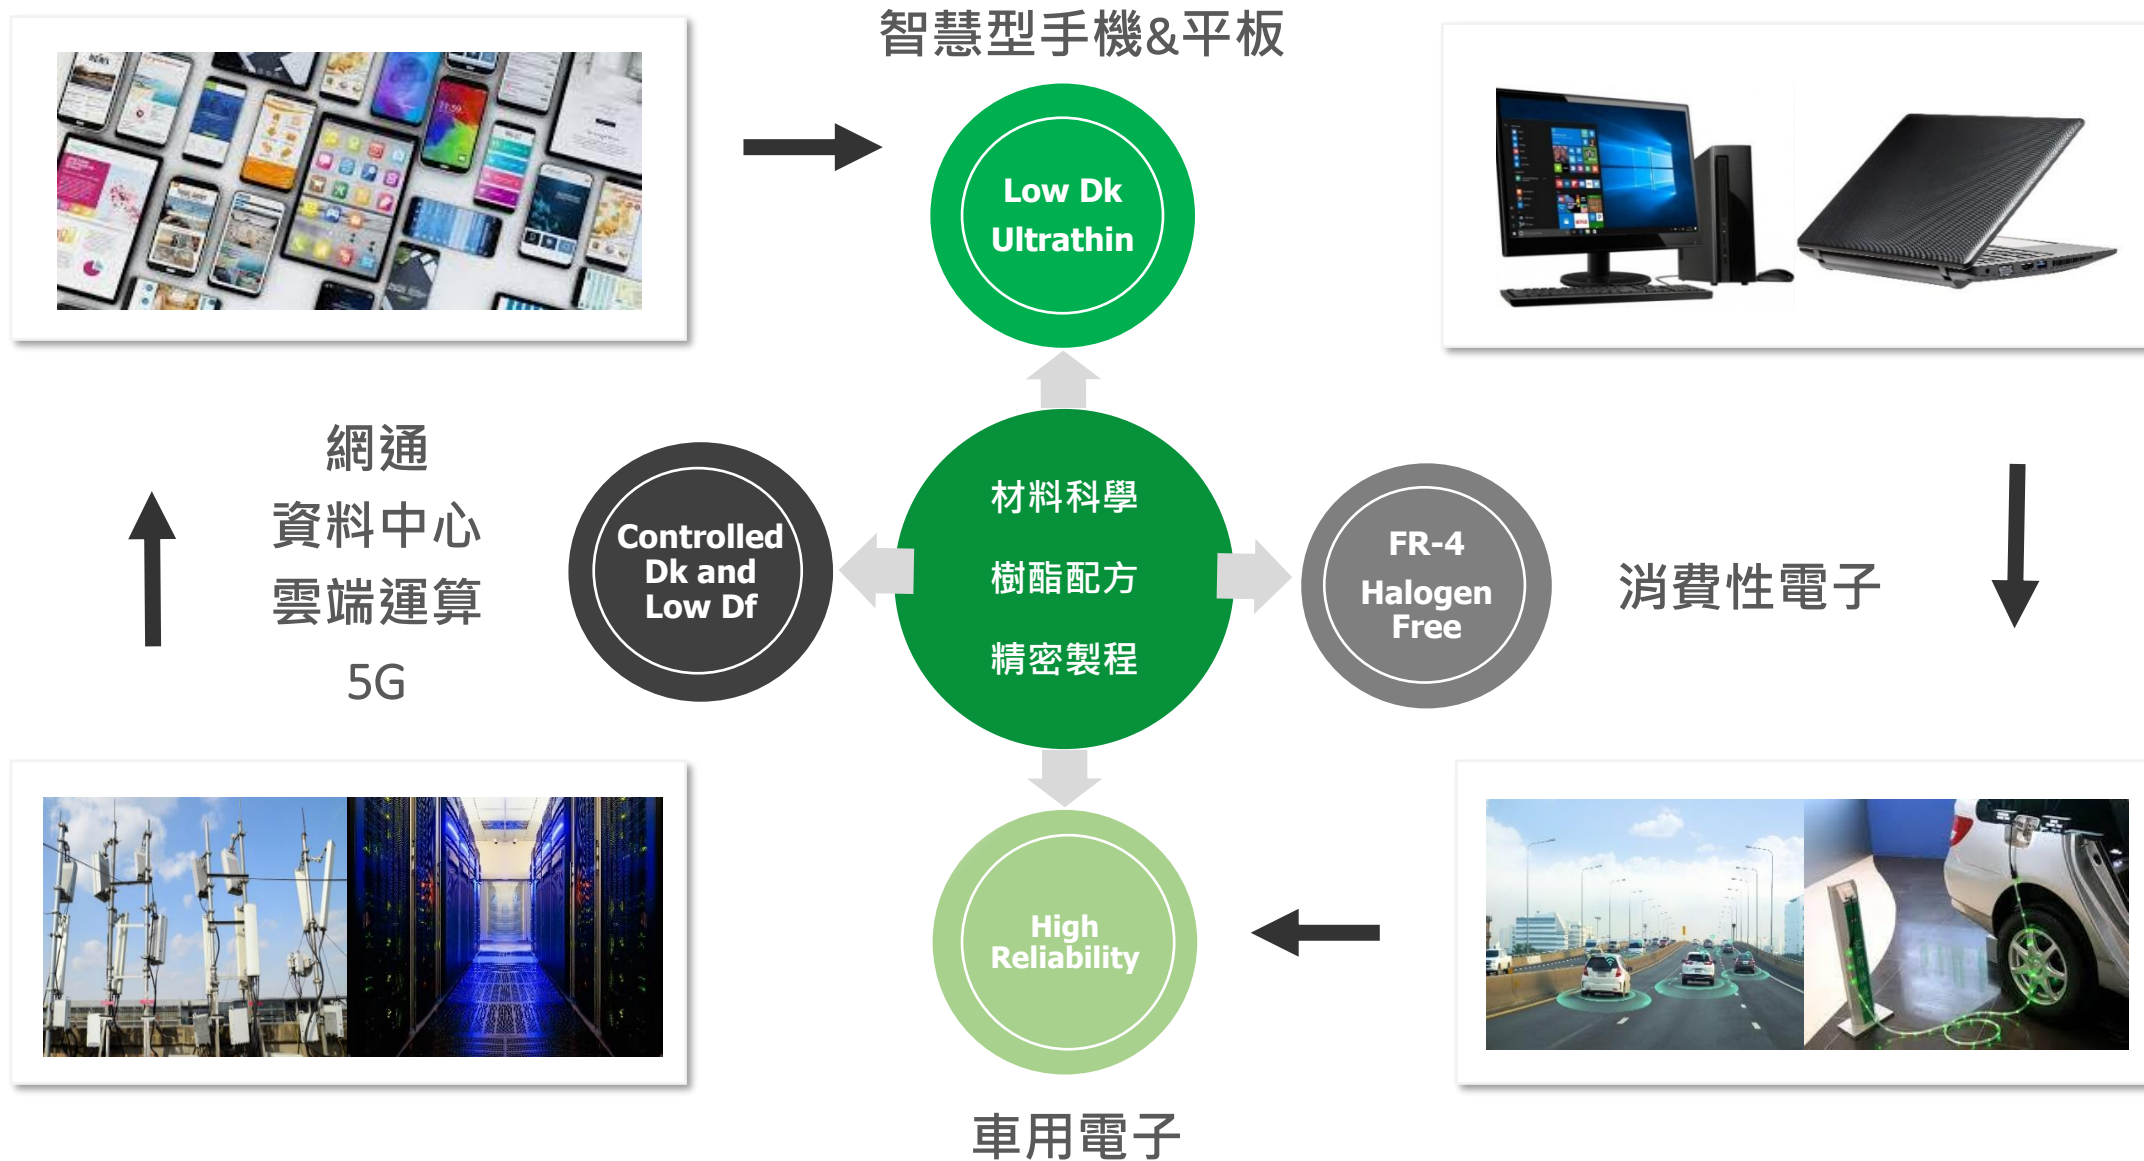 智慧型手機&平板
Low Dk
Ultrathin
網通
資料中心
雲端運算
5G
Controlled
Dk and
Low Df
材料科學
樹酯配方
精密製程
FR-4
Halogen
Free
消費性電子
High
Reliability
車用電子